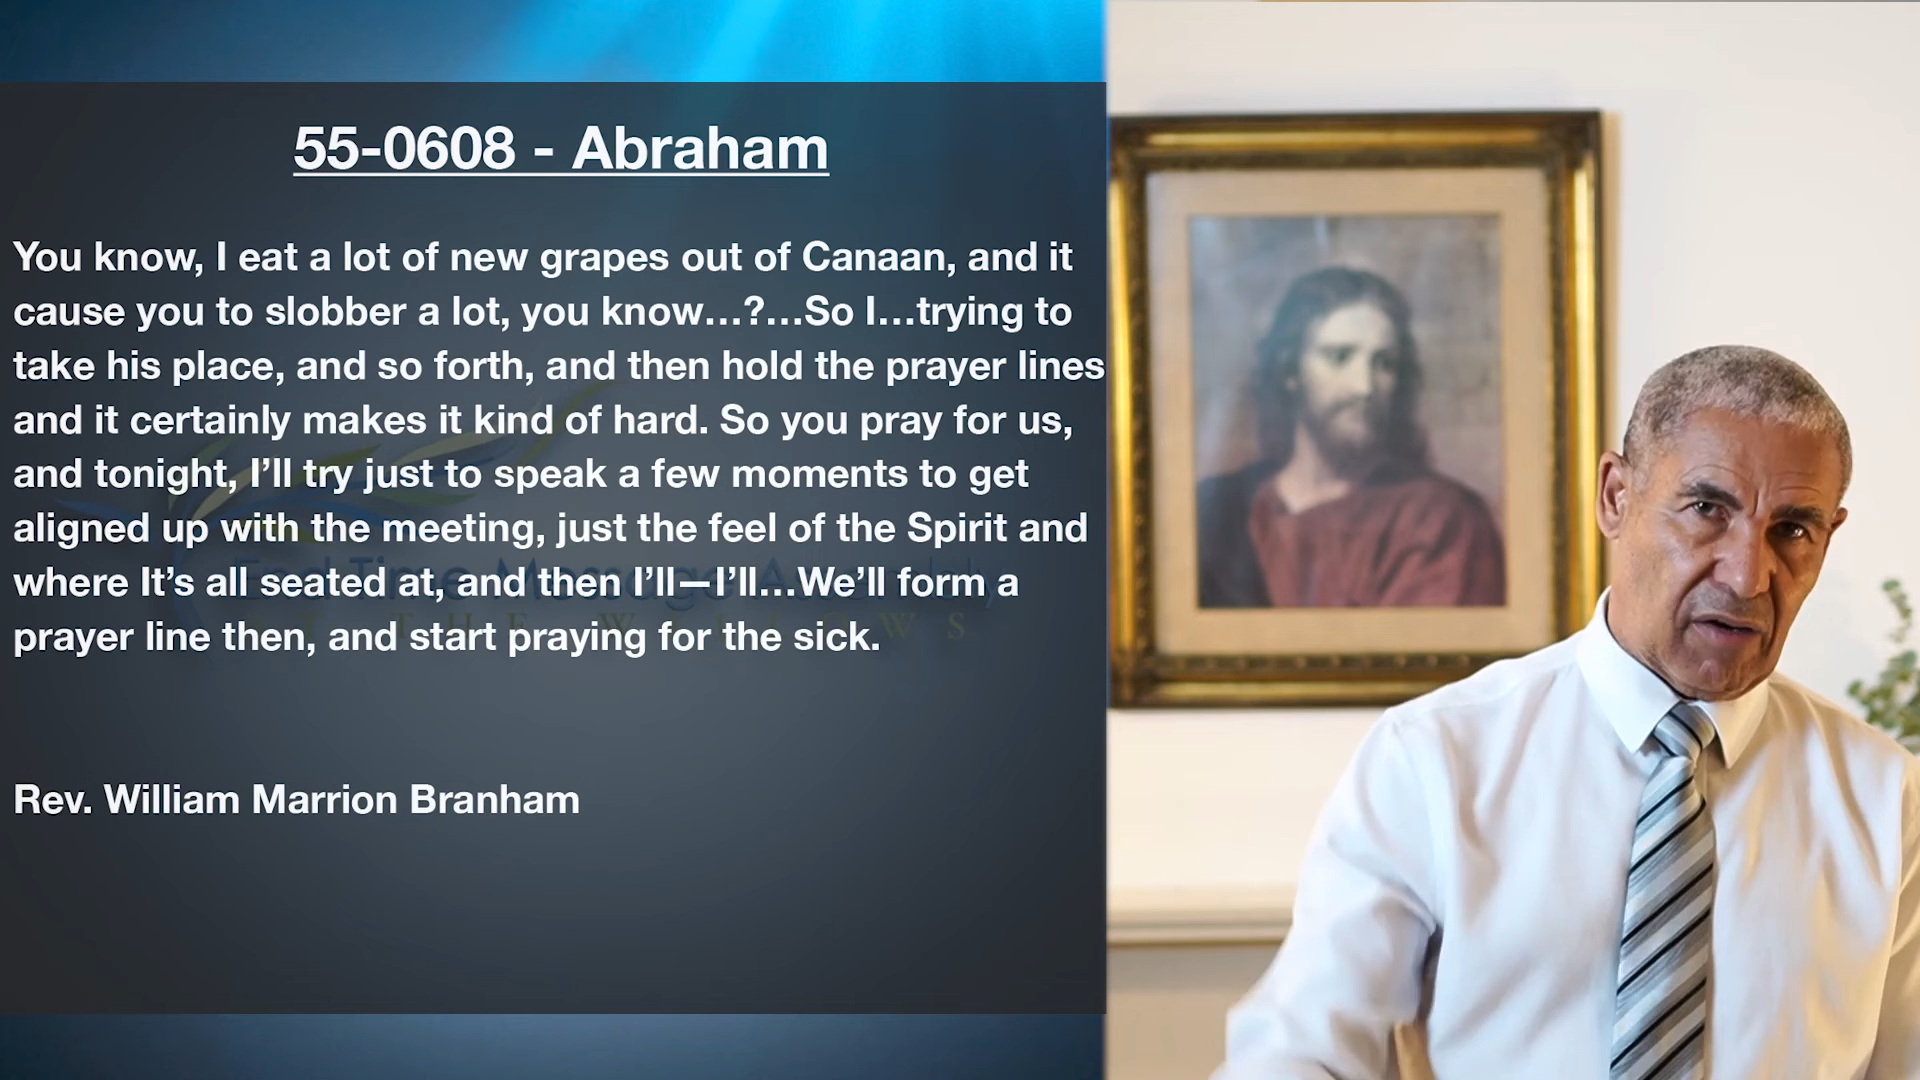 55-0608 - Abraham
You know, I eat a lot of new grapes out of Canaan, and it
cause you to slobber a lot, you know...?...So I...trying to
take his place, and so forth, and then hold the prayer lines
and it certainly makes it kind of hard. So you pray for us,
and tonight, I’ll try just to speak a few moments to get
aligned up with the meeting, just the feel of the Spirit and
where It’s all seated at, and then I’ll—I’ll...We’ll form a
prayer line then, and start praying for the sick.
End Time Message Assembly
Rev. William Marrion Branham